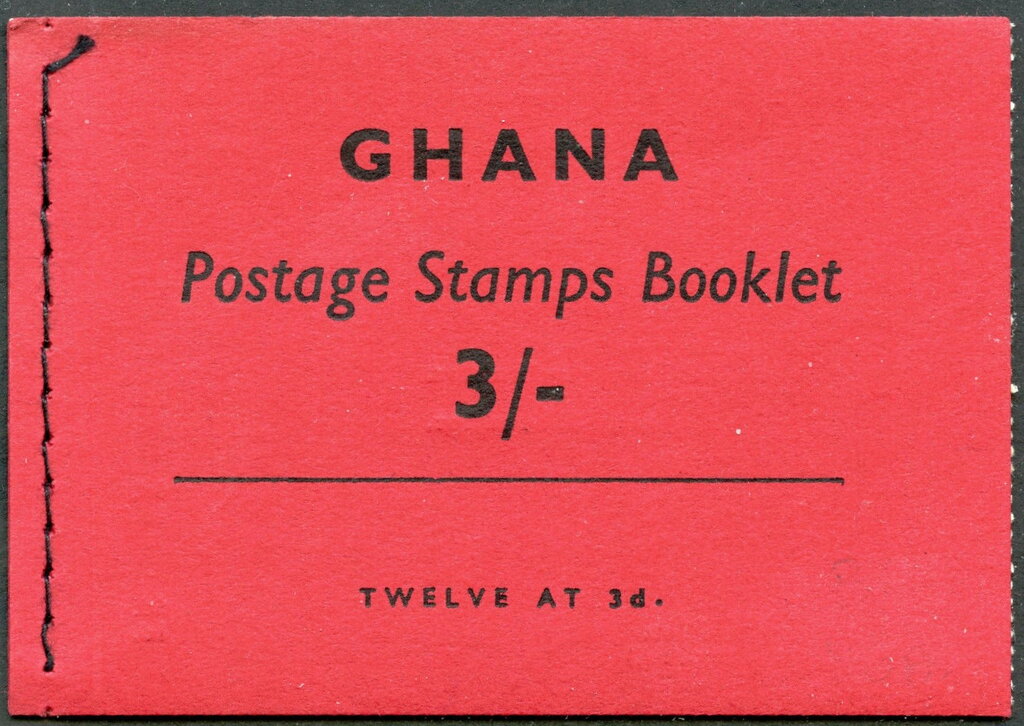 GHANA
Postage Stamps Booklet
3/-
TWELVE AT 3d.